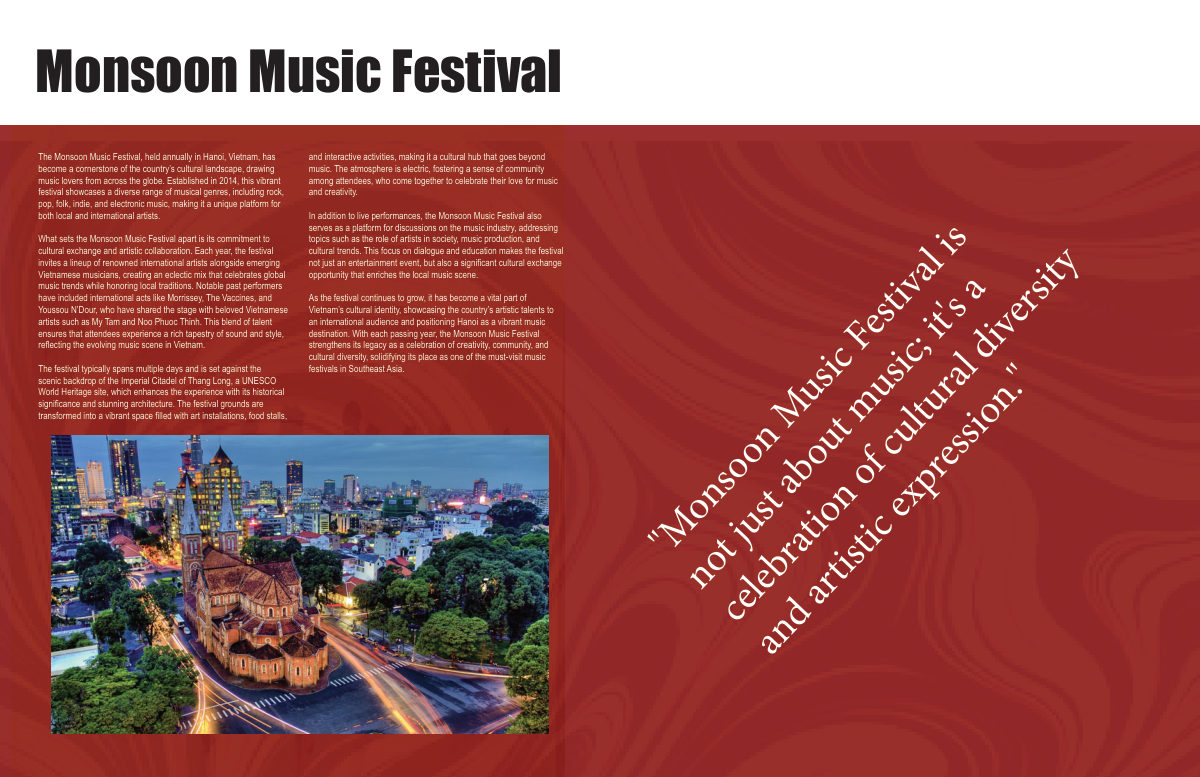 Monsoon Music Festival
The Monsoon Music Festival, held annually in Hanoi, Vietnam, has
become a cornerstone of the country's cultural landscape, drawing
music lovers from across the globe. Established in 2014, this vibrant
festival showcases a diverse range of musical genres, including rock,
pop, folk, indie, and electronic music, making it a unique platform for
both local and international artists.
What sets the Monsoon Music Festival apart is its commitment to
cultural exchange and artistic collaboration. Each year, the festival
invites a lineup of renowned international artists alongside emerging
Vietnamese musicians, creating an eclectic mix that celebrates global
music trends while honoring local traditions. Notable past performers
have included international acts like Morrissey, The Vaccines, and
Youssou N'Dour, who have shared the stage with beloved Vietnamese
artists such as My Tam and Noo Phuoc Thinh. This blend of talent
ensures that attendees experience a rich tapestry of sound and style,
reflecting the evolving music scene in Vietnam.
The festival typically spans multiple days and is set against the
scenic backdrop of the Imperial Citadel of Thang Long, a UNESCO
World Heritage site, which enhances the experience with its historical
significance and stunning architecture. The festival grounds are
transformed into a vibrant space filled with art installations, food stalls,
and interactive activities, making it a cultural hub that goes beyond
music. The atmosphere is electric, fostering a sense of community
among attendees, who come together to celebrate their love for music
and creativity.
In addition to live performances, the Monsoon Music Festival also
serves as a platform for discussions on the music industry, addressing
topics such as the role of artists in society, music production, and
cultural trends. This focus on dialogue and education makes the festival
not just an entertainment event, but also a significant cultural exchange
opportunity that enriches the local music scene.
As the festival continues to grow, it has become a vital part of
Vietnam's cultural identity, showcasing the country's artistic talents to
an international audience and positioning Hanoi as a vibrant music
destination. With each passing year, the Monsoon Music Festival
strengthens its legacy as a celebration of creativity, community, and
cultural diversity, solidifying its place as one of the must-visit music
festivals in Southeast Asia.
"Monsoon Music Festival is
not just about music; it's a
celebration of cultural diversity
and artistic expression."